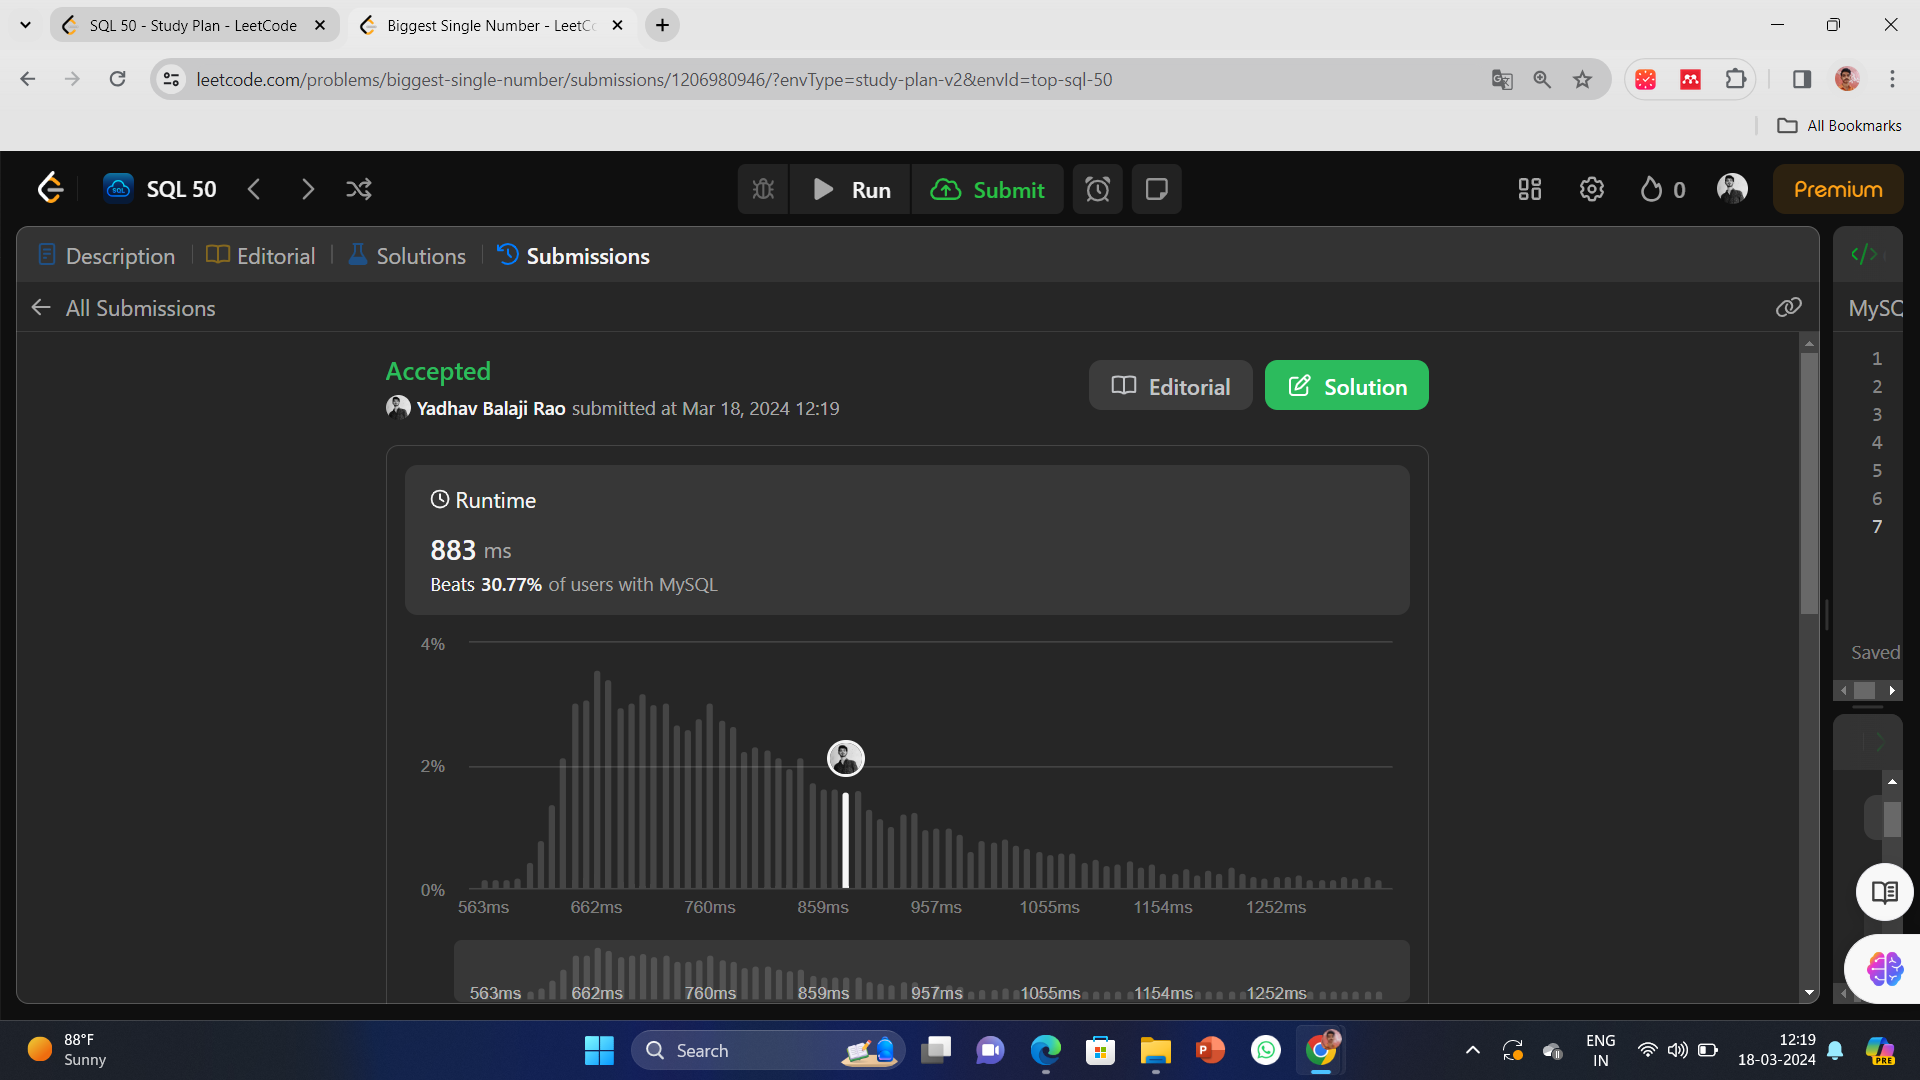 SQL 50 - Study Plan - LeetCode
Biggest Single Number - LeetC
leetcode.com/problems/biggest-single-number/submissions/1206980946/?envType=study-plan-v2&envId=top-sql-50
All Bookmarks
SQL 50
Run
Submit
0
Premium
Description
Editorial
Solutions
Submissions
All Submissions
MySQ
Accepted
Yadhav Balaji Rao submitted at Mar 18, 2024 12:19
Editorial
Solution
1
2
3
4
5
6
7
Saved
Runtime
883 ms
Beats 30.77% of users with MySQL
4%
2%
0%
563ms 662ms 760ms 859ms 957ms 1055ms 1154ms 1252ms
563ms 662ms 760ms 859ms 957ms 1055ms 1154ms 1252ms
88°F
Sunny
Search
ENG
IN
12:19
18-03-2024
PRE